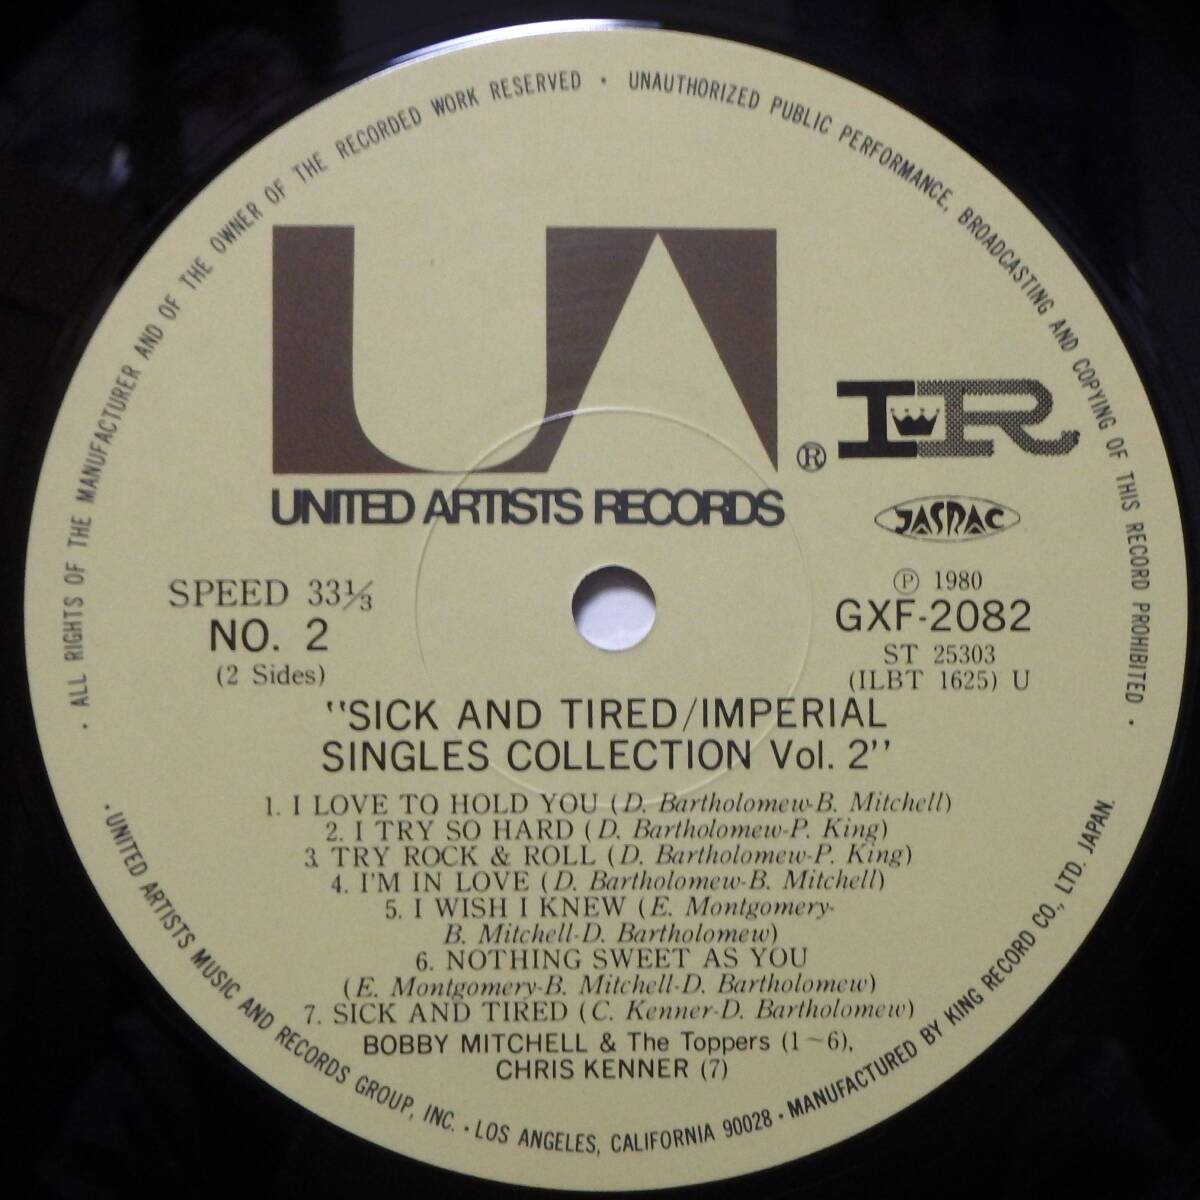 · ALL RIGHTS OF THE MANUFACTURER AND OF THE OWNER OF THE RECORDED WORK RESERVED · UNAUTHORIZED PUBLIC PERFORMANCE, BROADCASTING AND COPYING OF THIS RECORD PROHIBITED ·
UA
®
IR
UNITED ARTISTS RECORDS
JASRAC
SPEED 33⅓
NO. 2
(2 Sides)
Ⓟ 1980
GXF-2082
ST 25303
(ILBT 1625) U
"SICK AND TIRED/IMPERIAL
SINGLES COLLECTION Vol. 2"
1. I LOVE TO HOLD YOU (D. Bartholomew-B. Mitchell)
2. I TRY SO HARD (D. Bartholomew-P. King)
3. TRY ROCK & ROLL (D. Bartholomew-P. King)
4. I'M IN LOVE (D. Bartholomew-B. Mitchell)
5. I WISH I KNEW (E. Montgomery-
B. Mitchell-D. Bartholomew)
6. NOTHING SWEET AS YOU
(E. Montgomery-B. Mitchell-D. Bartholomew)
7. SICK AND TIRED (C. Kenner-D. Bartholomew)
BOBBY MITCHELL & The Toppers (1~6),
CHRIS KENNER (7)
· UNITED ARTISTS MUSIC AND RECORDS GROUP, INC. · LOS ANGELES, CALIFORNIA 90028 · MANUFACTURED BY KING RECORD CO., LTD. JAPAN.